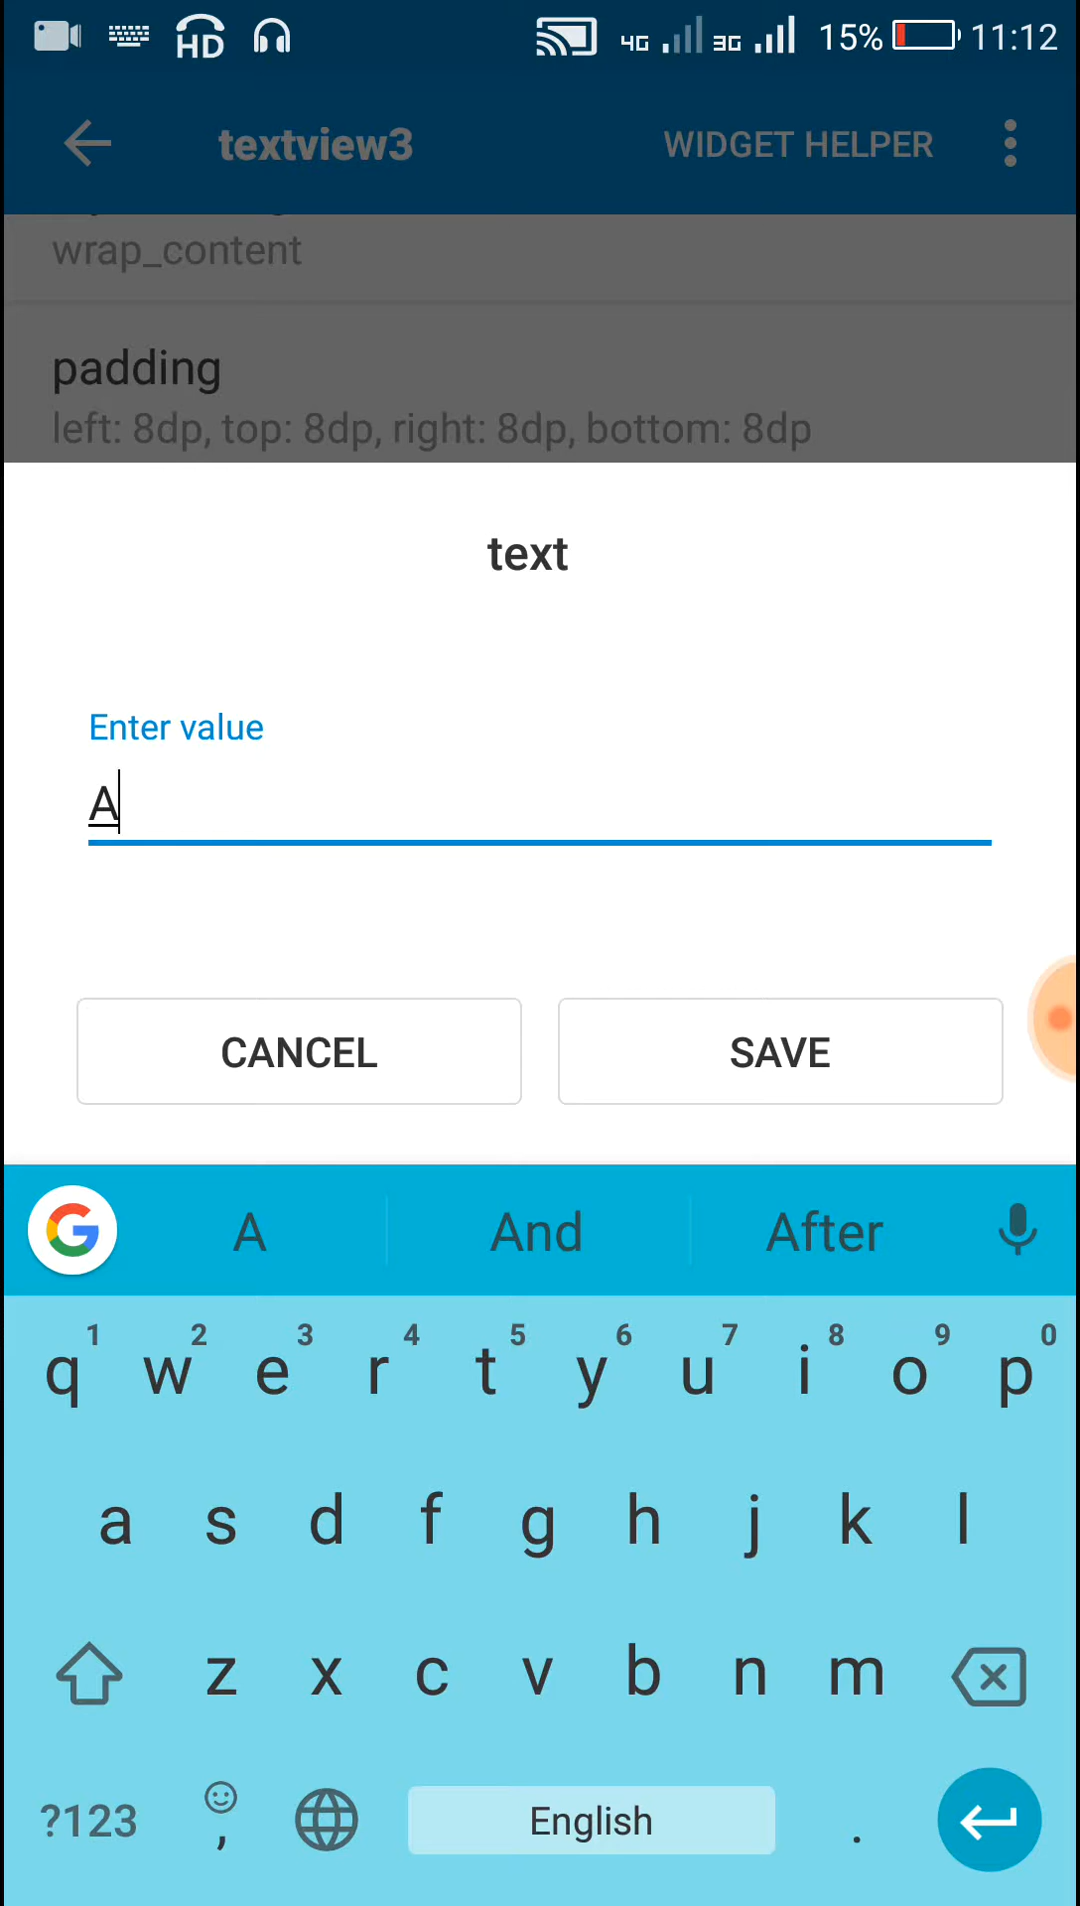 HD 4G 3G 15% 11:12
textview3 WIDGET HELPER
wrap_content
padding
left: 8dp, top: 8dp, right: 8dp, bottom: 8dp
text
Enter value
A
CANCEL SAVE
G A And After
1 2 3 4 5 6 7 8 9 0
q w e r t y u i o p
a s d f g h j k l
z x c v b n m
?123 , English .